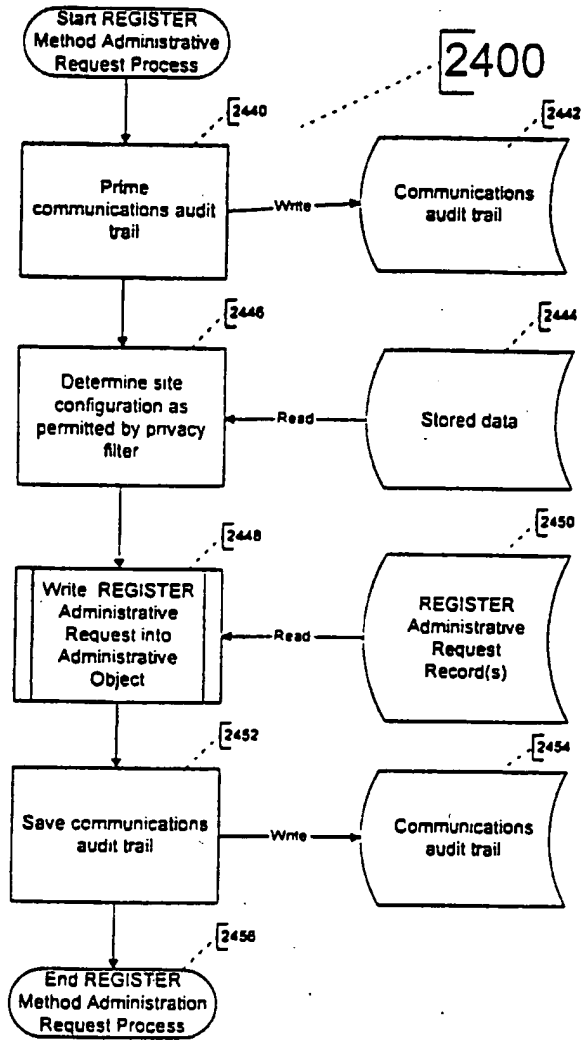 Start REGISTER
Method Administrative
Request Process
2400
2440
2442
Prime
communications audit
trail
Write
Communications
audit trail
2446
2444
Determine site
configuration as
permitted by privacy
filter
Read
Stored data
2448
2450
Write REGISTER
Administrative
Request into
Administrative
Object
Read
REGISTER
Administrative
Request
Record(s)
2452
2454
Save communications
audit trail
Write
Communications
audit trail
2456
End REGISTER
Method Administration
Request Process